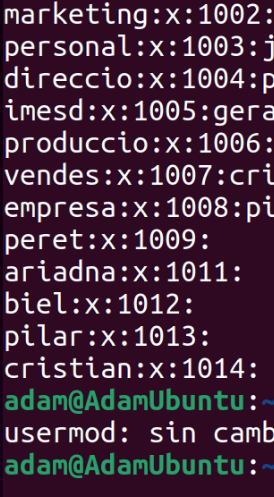 marketing:x:1002:
personal:x:1003:j
direccio:x:1004:p
imesd:x:1005:gera
produccio:x:1006:
vendes:x:1007:cri
empresa:x:1008:pi
peret:x:1009:
ariadna:x:1011:
biel:x:1012:
pilar:x:1013:
cristian:x:1014:
adam@AdamUbuntu:~
usermod: sin camb
adam@AdamUbuntu:~